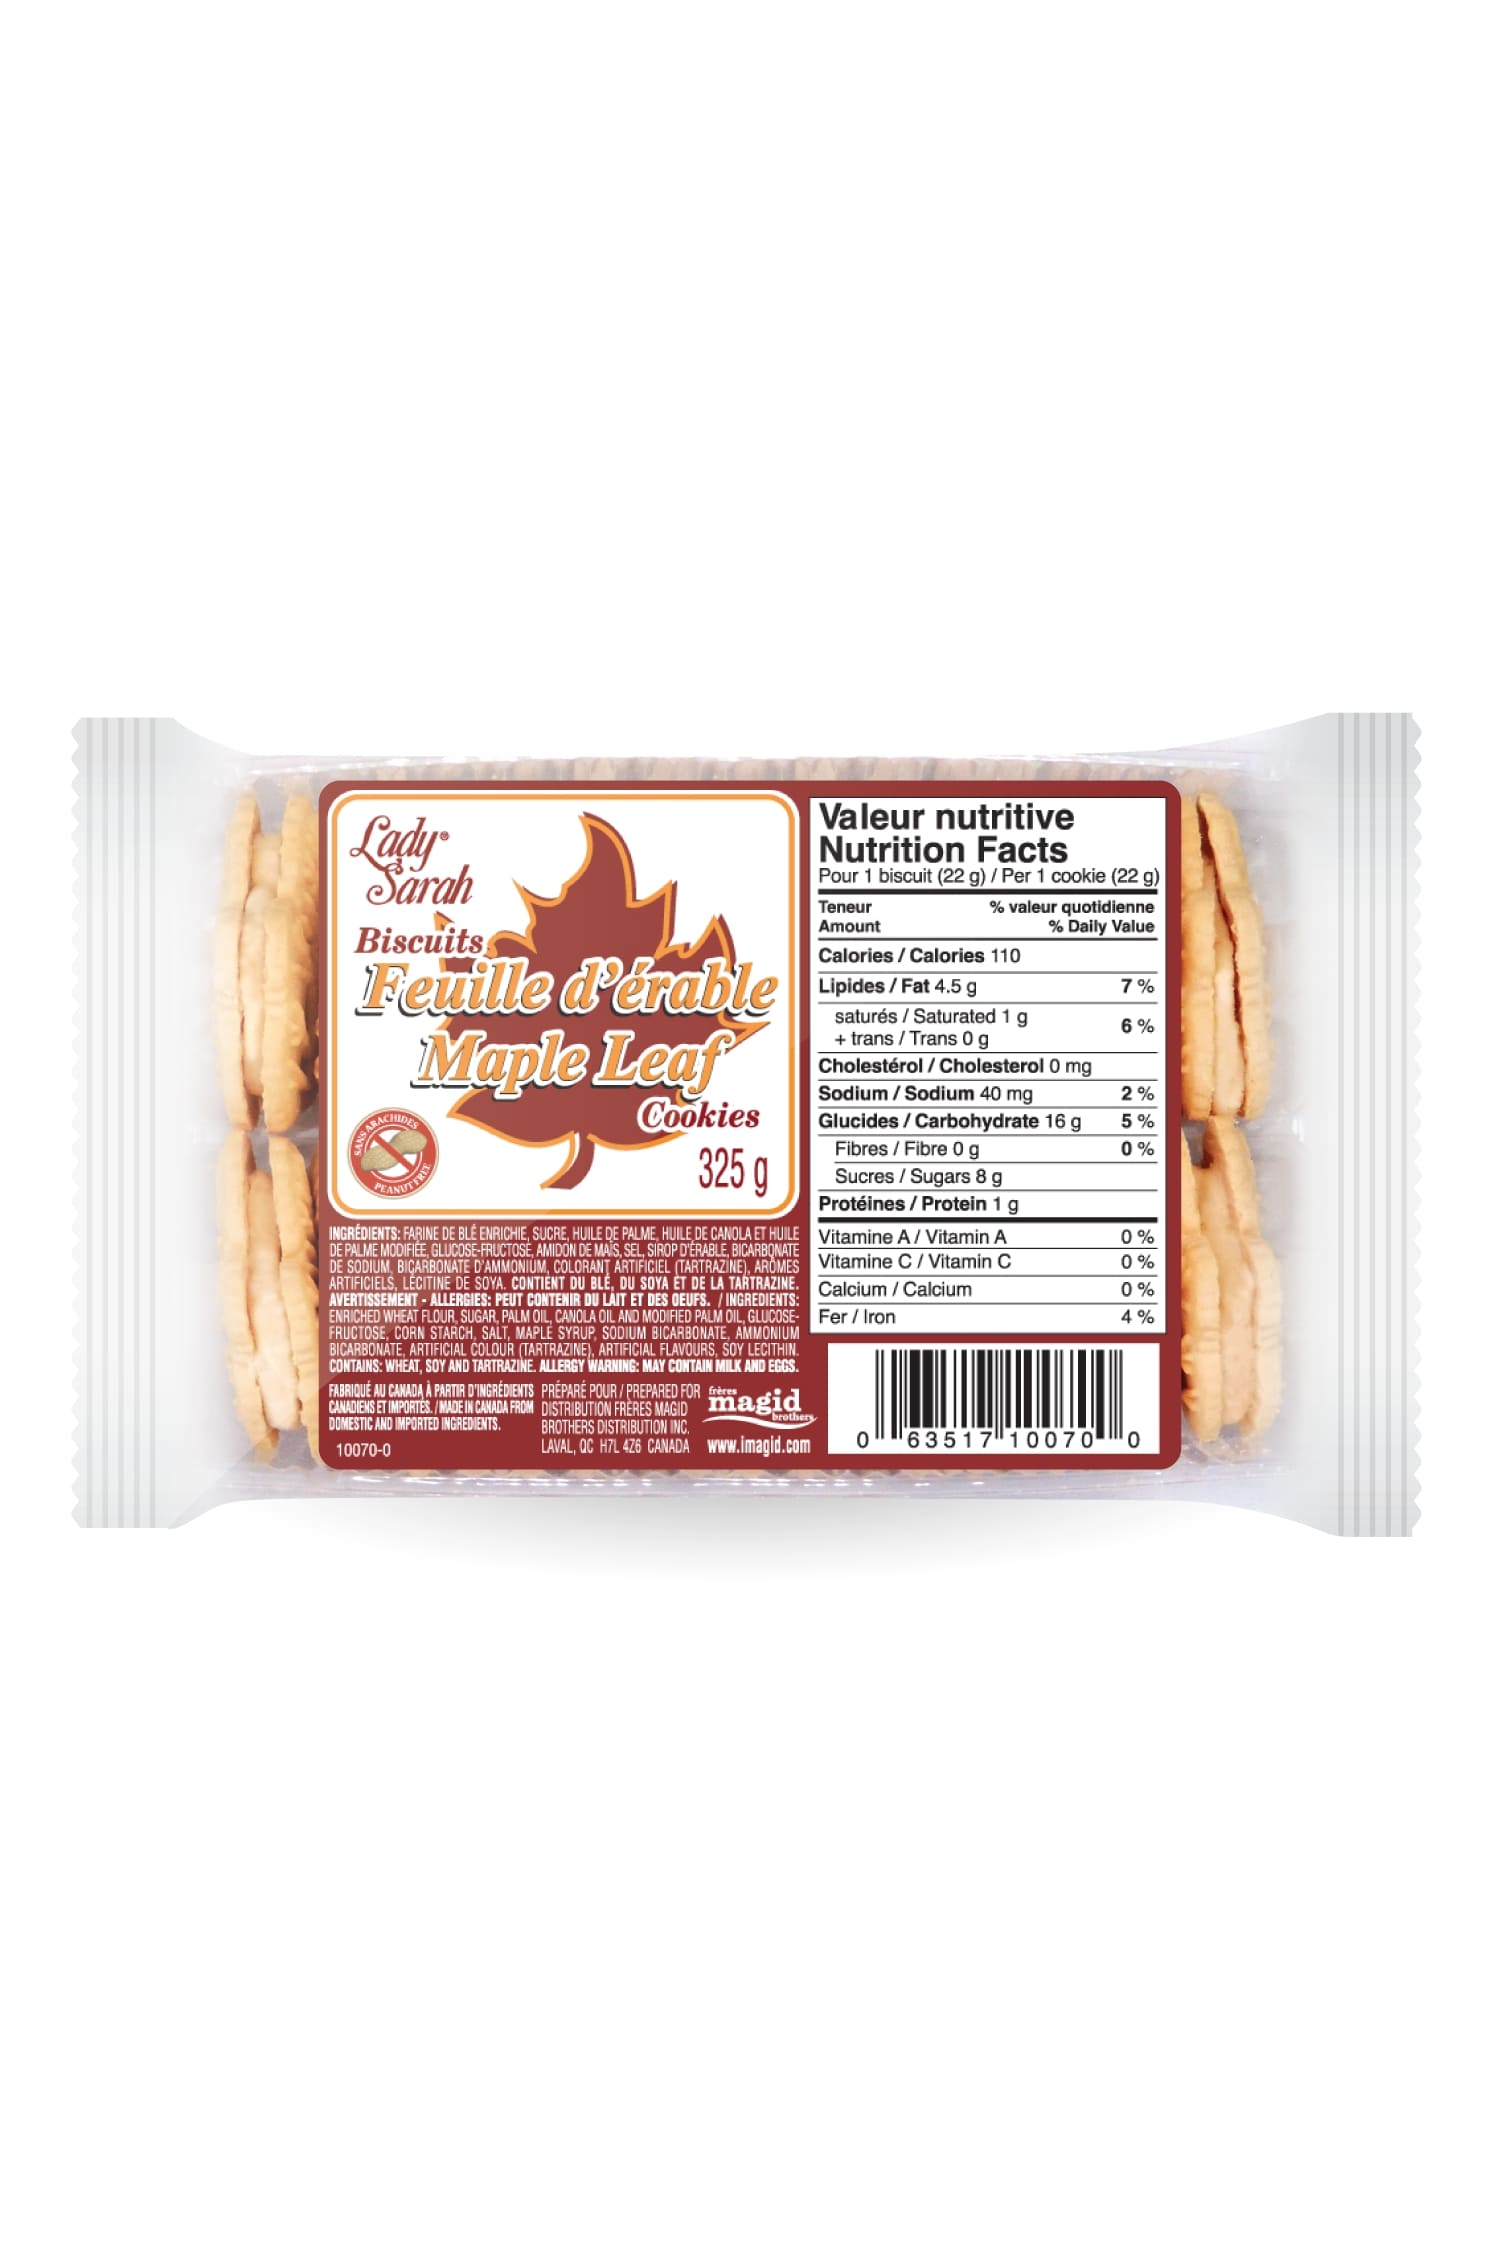 Lady®
Sarah
Biscuits
Feuille d'érable
Maple Leaf
Cookies
325 g
SANS ARACHIDES
PEANUT FREE
INGRÉDIENTS: FARINE DE BLÉ ENRICHIE, SUCRE, HUILE DE PALME, HUILE DE CANOLA ET HUILE
DE PALME MODIFIÉE, GLUCOSE-FRUCTOSE, AMIDON DE MAÏS, SEL, SIROP D'ÉRABLE, BICARBONATE
DE SODIUM, BICARBONATE D'AMMONIUM, COLORANT ARTIFICIEL (TARTRAZINE), ARÔMES
ARTIFICIELS, LÉCITINE DE SOYA. CONTIENT DU BLÉ, DU SOYA ET DE LA TARTRAZINE.
AVERTISSEMENT - ALLERGIES: PEUT CONTENIR DU LAIT ET DES OEUFS. / INGREDIENTS:
ENRICHED WHEAT FLOUR, SUGAR, PALM OIL, CANOLA OIL AND MODIFIED PALM OIL, GLUCOSE-
FRUCTOSE, CORN STARCH, SALT, MAPLE SYRUP, SODIUM BICARBONATE, AMMONIUM
BICARBONATE, ARTIFICIAL COLOUR (TARTRAZINE), ARTIFICIAL FLAVOURS, SOY LECITHIN.
CONTAINS: WHEAT, SOY AND TARTRAZINE. ALLERGY WARNING: MAY CONTAIN MILK AND EGGS.
FABRIQUÉ AU CANADA À PARTIR D'INGRÉDIENTS
CANADIENS ET IMPORTÉS. / MADE IN CANADA FROM
DOMESTIC AND IMPORTED INGREDIENTS.
10070-0
PRÉPARÉ POUR / PREPARED FOR
DISTRIBUTION FRÈRES MAGID
BROTHERS DISTRIBUTION INC.
LAVAL, QC H7L 4Z6 CANADA
frères
magid
brothers
www.imagid.com
Valeur nutritive
Nutrition Facts
Pour 1 biscuit (22 g) / Per 1 cookie (22 g)
Teneur % valeur quotidienne
Amount % Daily Value
Calories / Calories 110
Lipides / Fat 4.5 g 7 %
saturés / Saturated 1 g
+ trans / Trans 0 g 6 %
Cholestérol / Cholesterol 0 mg
Sodium / Sodium 40 mg 2 %
Glucides / Carbohydrate 16 g 5 %
Fibres / Fibre 0 g 0 %
Sucres / Sugars 8 g
Protéines / Protein 1 g
Vitamine A / Vitamin A 0 %
Vitamine C / Vitamin C 0 %
Calcium / Calcium 0 %
Fer / Iron 4 %
0 63517 10070 0